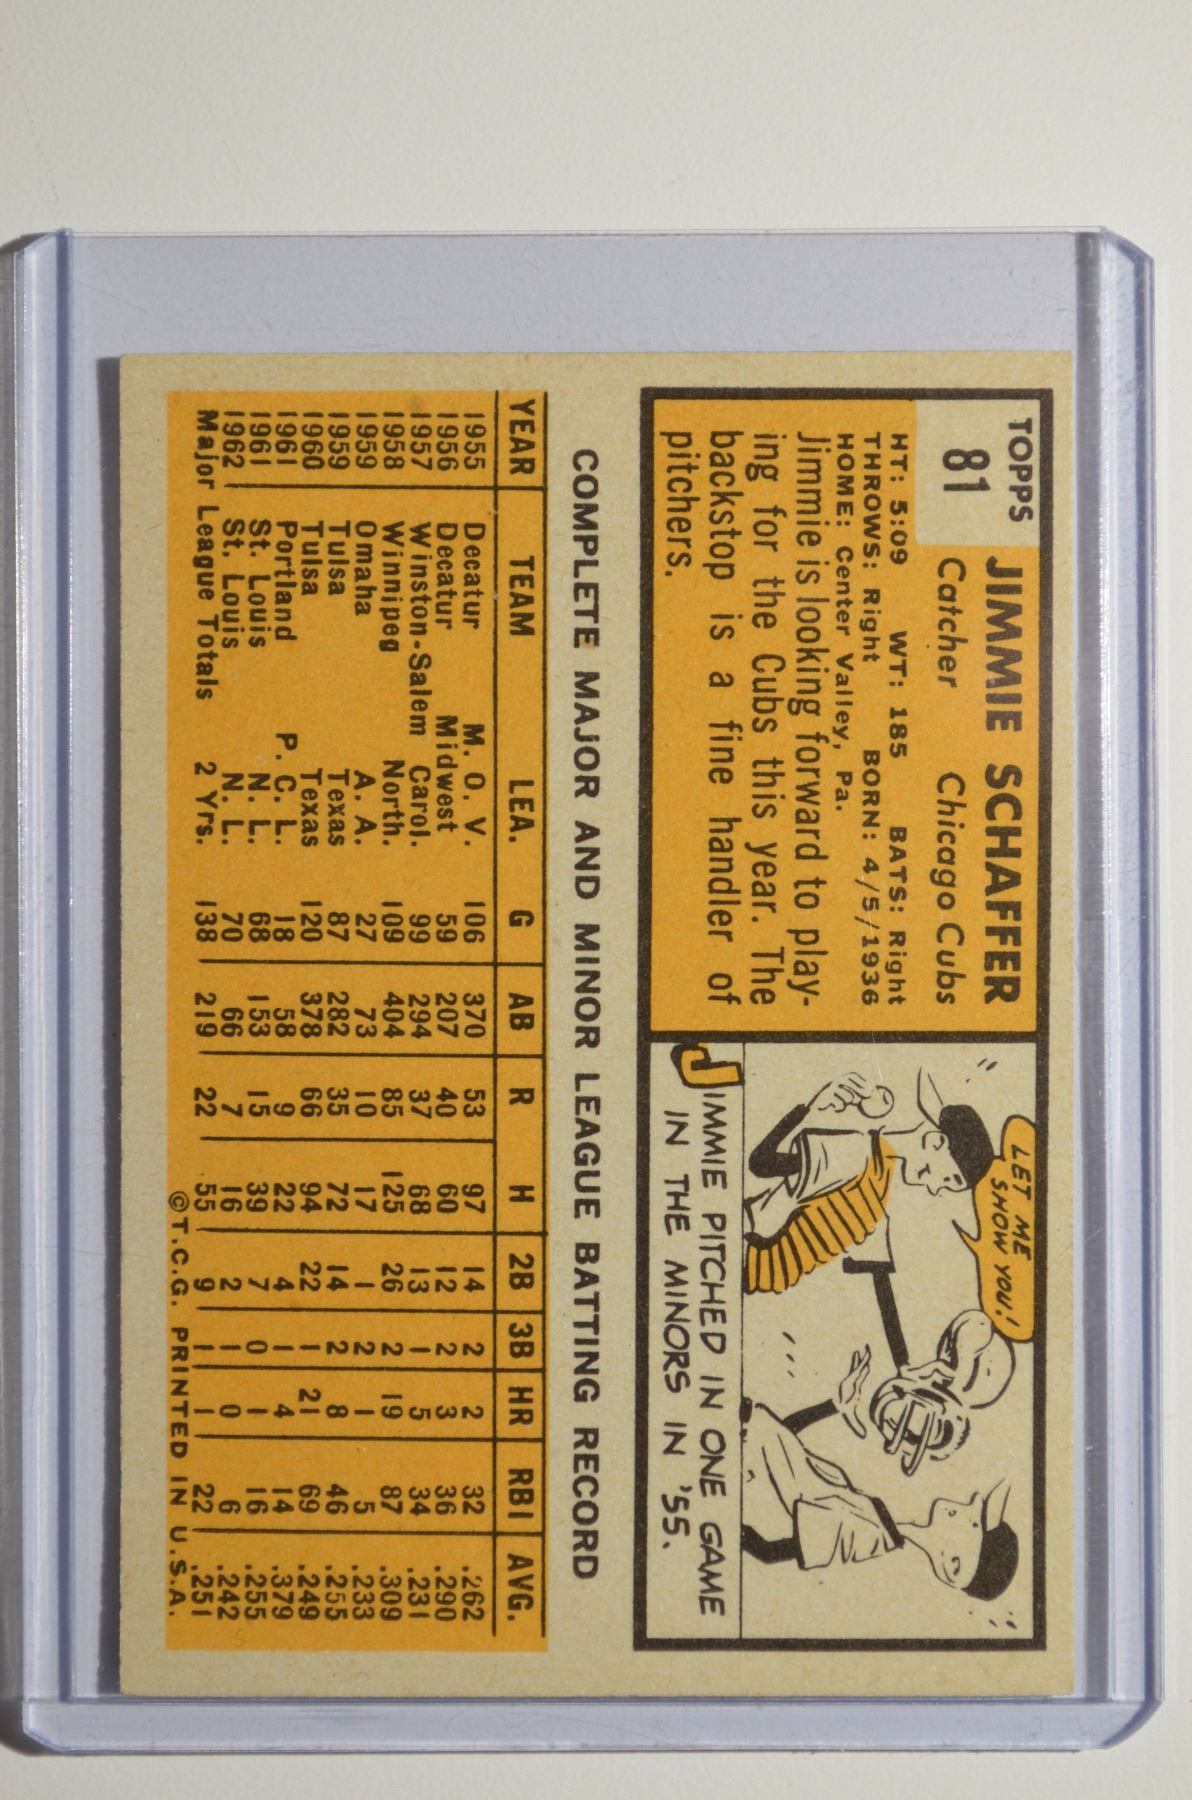 TOPPS
81
JIMMIE SCHAFFER
Catcher Chicago Cubs
HT: 5:09 WT: 185 BATS: Right
THROWS: Right BORN: 4/5/1936
HOME: Center Valley, Pa.
Jimmie is looking forward to play-
ing for the Cubs this year. The
backstop is a fine handler of
pitchers.
LET ME
SHOW YOU!
JIMMIE PITCHED IN ONE GAME
IN THE MINORS IN '55.
COMPLETE MAJOR AND MINOR LEAGUE BATTING RECORD
YEAR TEAM LEA. G AB R H 2B 3B HR RBI AVG.
1955 Decatur M. O. V. 106 370 53 97 14 2 2 32 .262
1956 Decatur Midwest 59 207 40 60 12 2 3 36 .290
1957 Winston-Salem Carol. 99 294 37 68 13 1 5 34 .231
1958 Winnipeg North. 109 404 85 125 26 2 19 87 .309
1959 Omaha A. A. 27 73 10 17 1 2 1 5 .233
1959 Tulsa Texas 87 282 35 72 14 2 8 46 .255
1960 Tulsa Texas 120 378 66 94 22 1 21 69 .249
1961 Portland P. C. L. 18 58 9 22 4 1 4 14 .379
1961 St. Louis N. L. 68 153 15 39 7 0 1 16 .255
1962 St. Louis N. L. 70 66 7 16 2 1 0 6 .242
Major League Totals 2 Yrs. 138 219 22 55 9 1 1 22 .251
©T.C.G. PRINTED IN U.S.A.